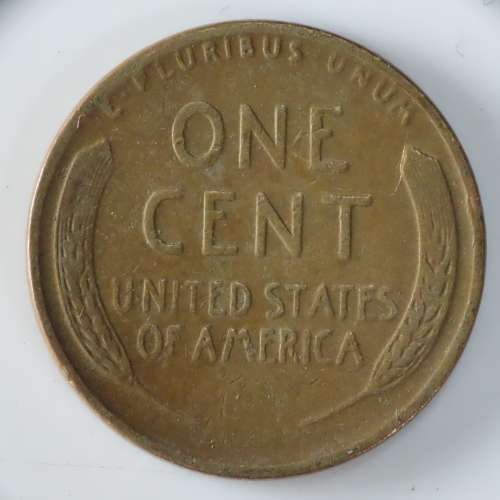 E·PLURIBUS UNUM
ONE
CENT
UNITED STATES
OF AMERICA